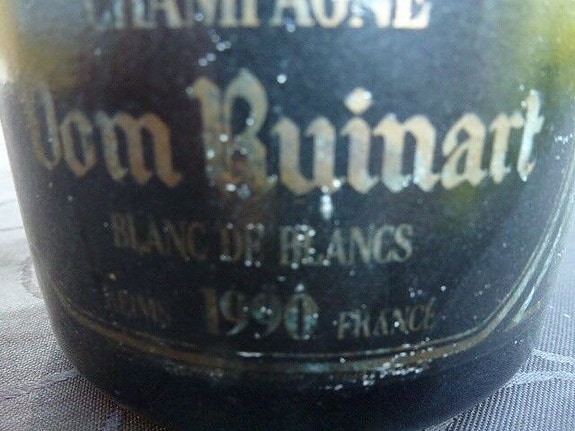 CHAMPAGNE
Dom Ruinart
BLANC DE BLANCS
REIMS 1990 FRANCE